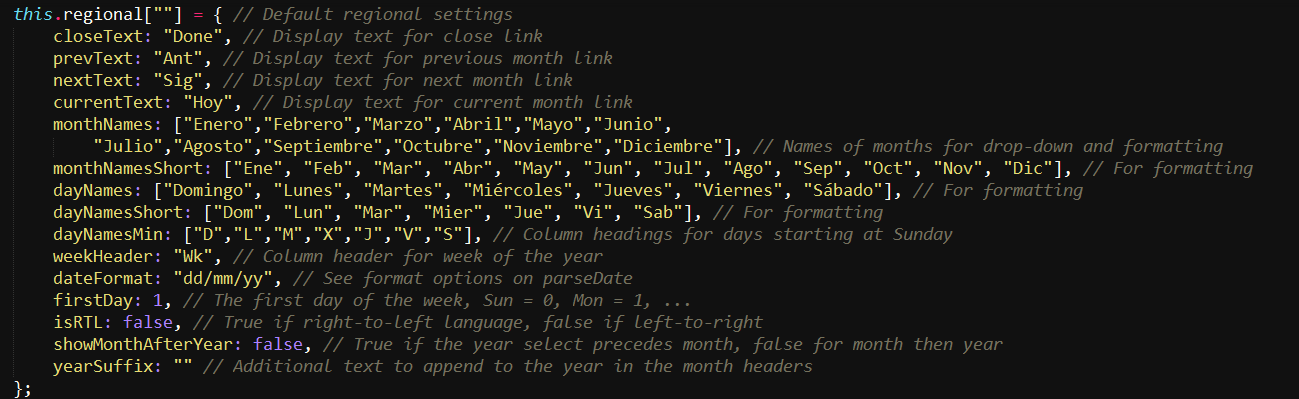 this.regional[""] = { // Default regional settings
closeText: "Done", // Display text for close link
prevText: "Ant", // Display text for previous month link
nextText: "Sig", // Display text for next month link
currentText: "Hoy", // Display text for current month link
monthNames: ["Enero","Febrero","Marzo","Abril","Mayo","Junio",
"Julio","Agosto","Septiembre","Octubre","Noviembre","Diciembre"], // Names of months for drop-down and formatting
monthNamesShort: ["Ene", "Feb", "Mar", "Abr", "May", "Jun", "Jul", "Ago", "Sep", "Oct", "Nov", "Dic"], // For formatting
dayNames: ["Domingo", "Lunes", "Martes", "Miércoles", "Jueves", "Viernes", "Sábado"], // For formatting
dayNamesShort: ["Dom", "Lun", "Mar", "Mier", "Jue", "Vi", "Sab"], // For formatting
dayNamesMin: ["D","L","M","X","J","V","S"], // Column headings for days starting at Sunday
weekHeader: "Wk", // Column header for week of the year
dateFormat: "dd/mm/yy", // See format options on parseDate
firstDay: 1, // The first day of the week, Sun = 0, Mon = 1, ...
isRTL: false, // True if right-to-left language, false if left-to-right
showMonthAfterYear: false, // True if the year select precedes month, false for month then year
yearSuffix: "" // Additional text to append to the year in the month headers
};